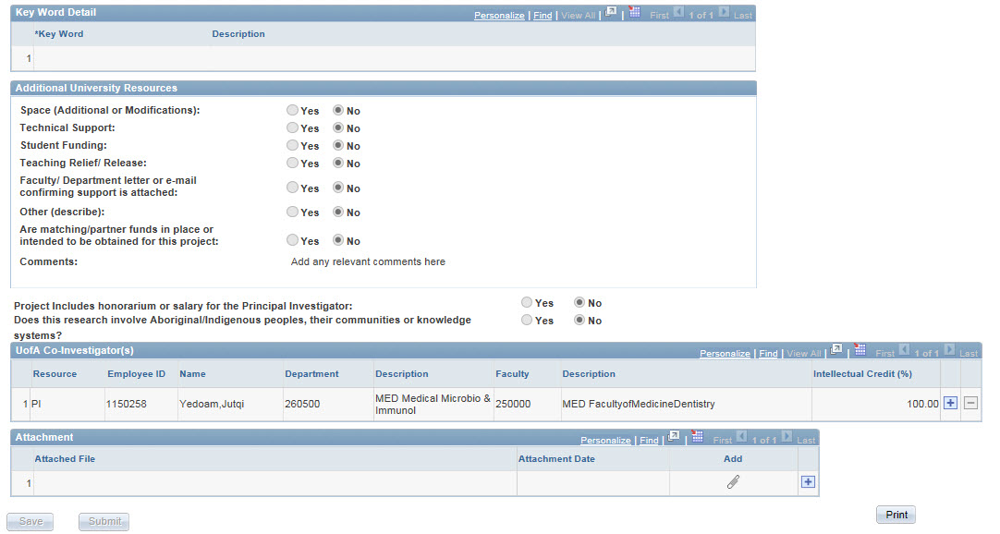 Key Word Detail Personalize | Find | View All | | First 1 of 1 Last
*Key Word Description
1
Additional University Resources
Space (Additional or Modifications): Yes No
Technical Support: Yes No
Student Funding: Yes No
Teaching Relief/ Release: Yes No
Faculty/ Department letter or e-mail
confirming support is attached: Yes No
Other (describe): Yes No
Are matching/partner funds in place or
intended to be obtained for this project: Yes No
Comments: Add any relevant comments here
Project Includes honorarium or salary for the Principal Investigator: Yes No
Does this research involve Aboriginal/Indigenous peoples, their communities or knowledge Yes No
systems?
UofA Co-Investigator(s) Personalize | Find | View All | | First 1 of 1 Last
Resource Employee ID Name Department Description Faculty Description Intellectual Credit (%)
1 PI 1150258 Yedoam,Jutqi 260500 MED Medical Microbio & 250000 MED FacultyofMedicineDentistry 100.00
Immunol
Attachment Personalize | Find | | First 1 of 1 Last
Attached File Attachment Date Add
1
Save Submit Print